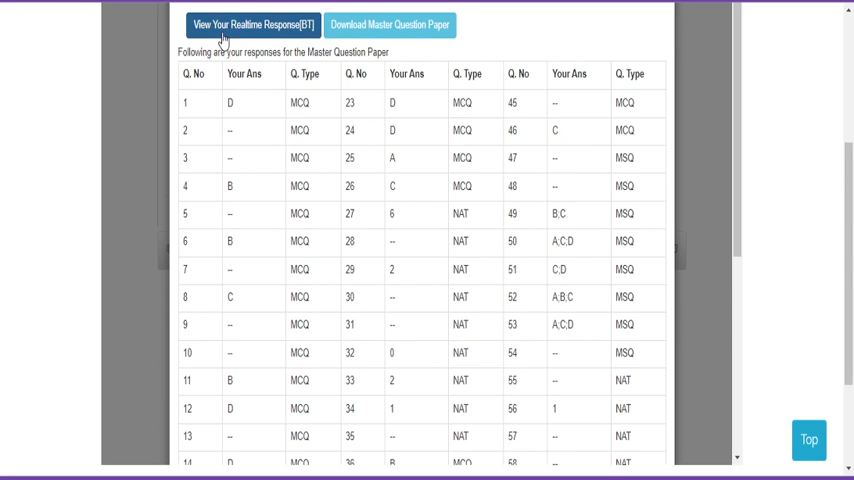 View Your Realtime Response[BT] Download Master Question Paper
Following are your responses for the Master Question Paper
Q. No Your Ans Q. Type Q. No Your Ans Q. Type Q. No Your Ans Q. Type
1 D MCQ 23 D MCQ 45 -- MCQ
2 -- MCQ 24 D MCQ 46 C MCQ
3 -- MCQ 25 A MCQ 47 -- MSQ
4 B MCQ 26 C MCQ 48 -- MSQ
5 -- MCQ 27 6 NAT 49 B;C MSQ
6 B MCQ 28 -- NAT 50 A;C;D MSQ
7 -- MCQ 29 2 NAT 51 C;D MSQ
8 C MCQ 30 -- NAT 52 A;B;C MSQ
9 -- MCQ 31 -- NAT 53 A;C;D MSQ
10 -- MCQ 32 0 NAT 54 -- MSQ
11 B MCQ 33 2 NAT 55 -- NAT
12 D MCQ 34 1 NAT 56 1 NAT
13 -- MCQ 35 -- NAT 57 -- NAT
14 D MCQ 36 B MCQ 58 -- NAT
Top